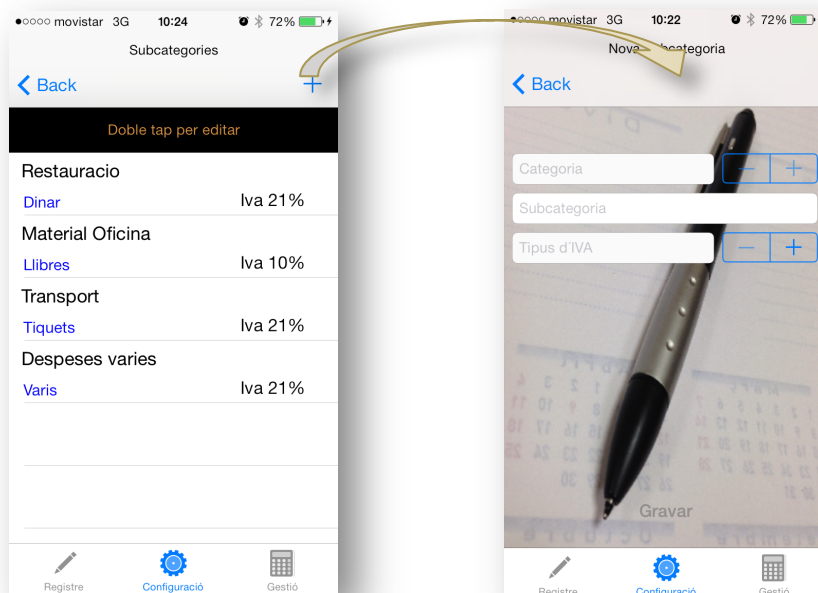 movistar 3G 10:24 72%
Subcategories
Back +
Doble tap per editar
Restauracio
Dinar Iva 21%
Material Oficina
Llibres Iva 10%
Transport
Tiquets Iva 21%
Despeses varies
Varis Iva 21%
Registre Configuració Gestió
movistar 3G 10:22 72%
Nova subcategoria
Back
Categoria − +
Subcategoria
Tipus d´IVA − +
Gravar
Registre Configuració Gestió